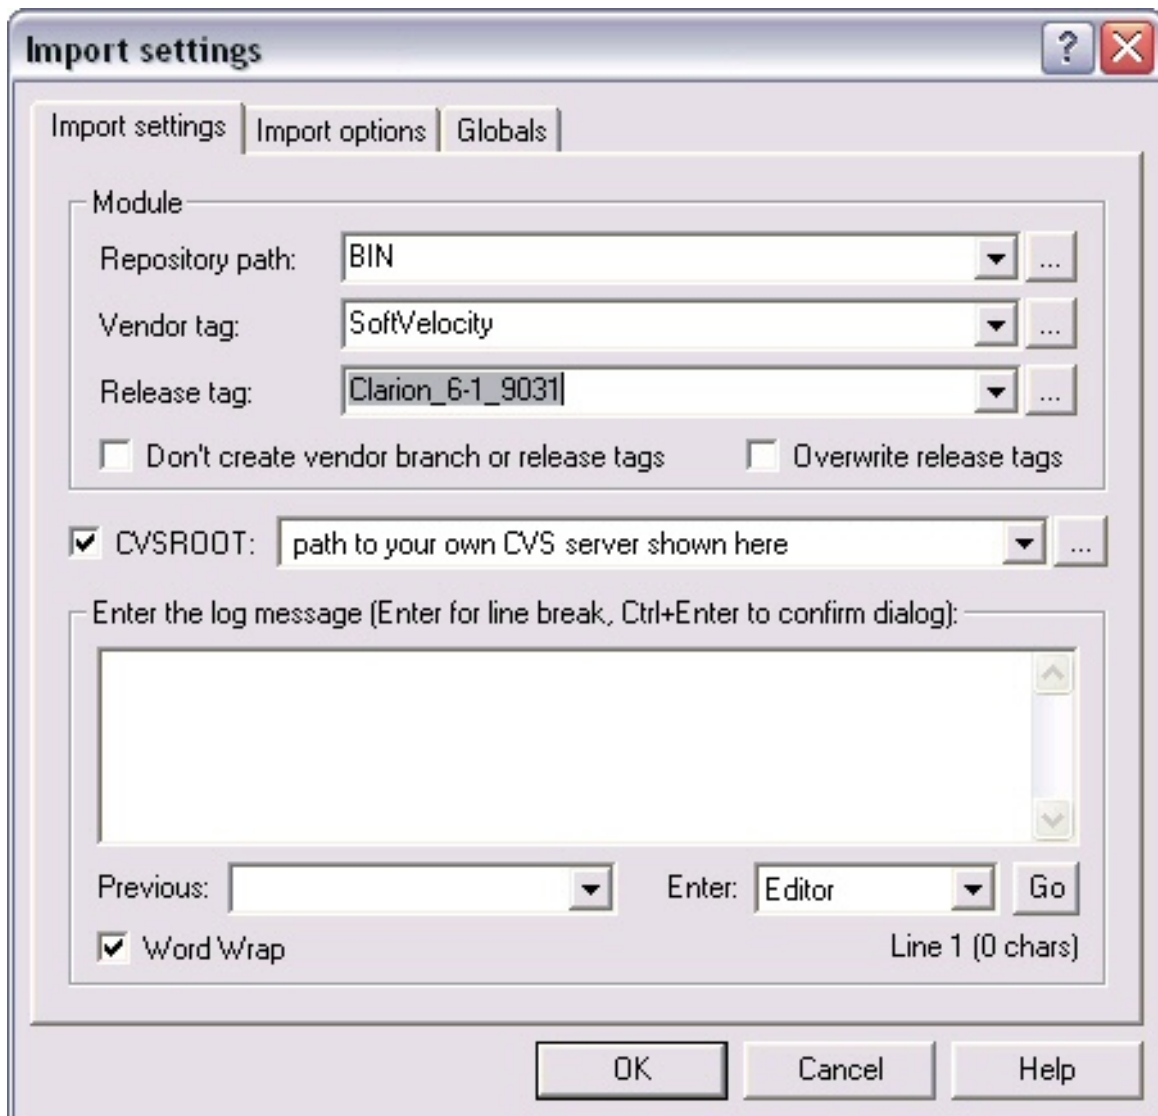 Import settings
Import settings Import options Globals
Module
Repository path: BIN ...
Vendor tag: SoftVelocity ...
Release tag: Clarion_6-1_9031 ...
Don't create vendor branch or release tags Overwrite release tags
CVSROOT: path to your own CVS server shown here ...
Enter the log message (Enter for line break, Ctrl+Enter to confirm dialog):
Previous: Enter: Editor Go
Word Wrap Line 1 (0 chars)
OK Cancel Help